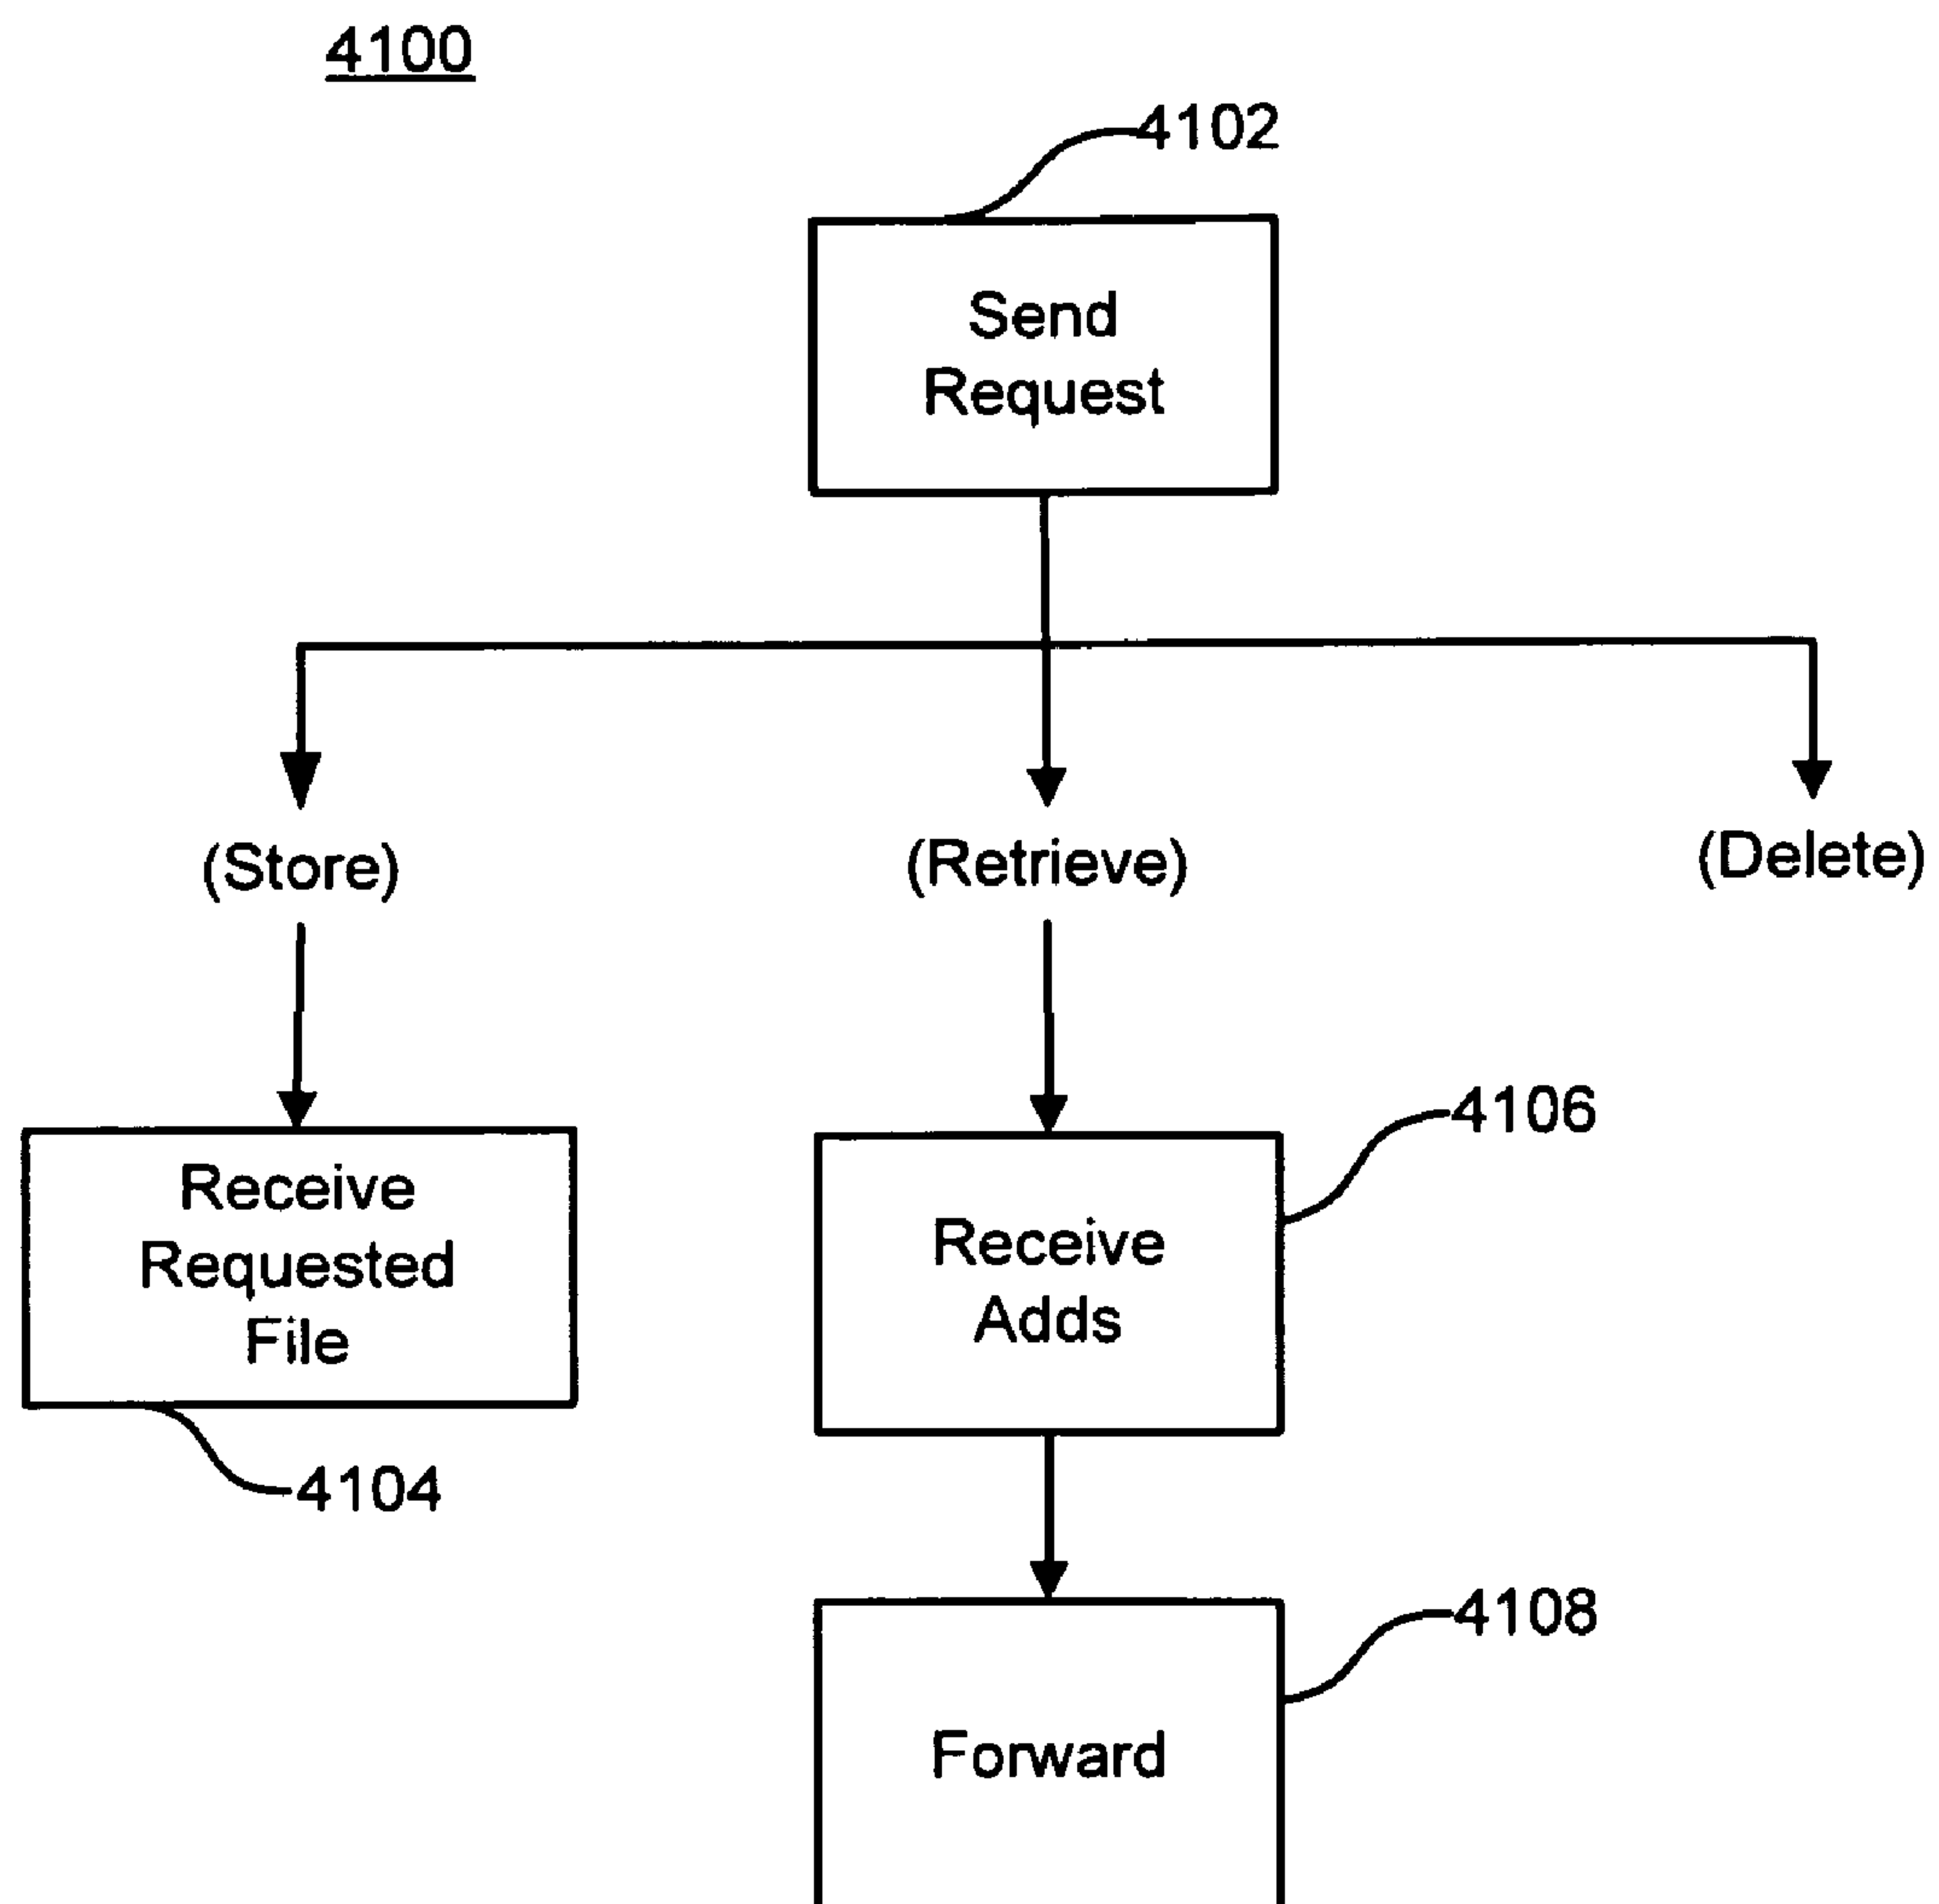 4100
4102
Send
Request
(Store)
(Retrieve)
(Delete)
4106
Receive
Requested
File
Receive
Adds
4104
4108
Forward